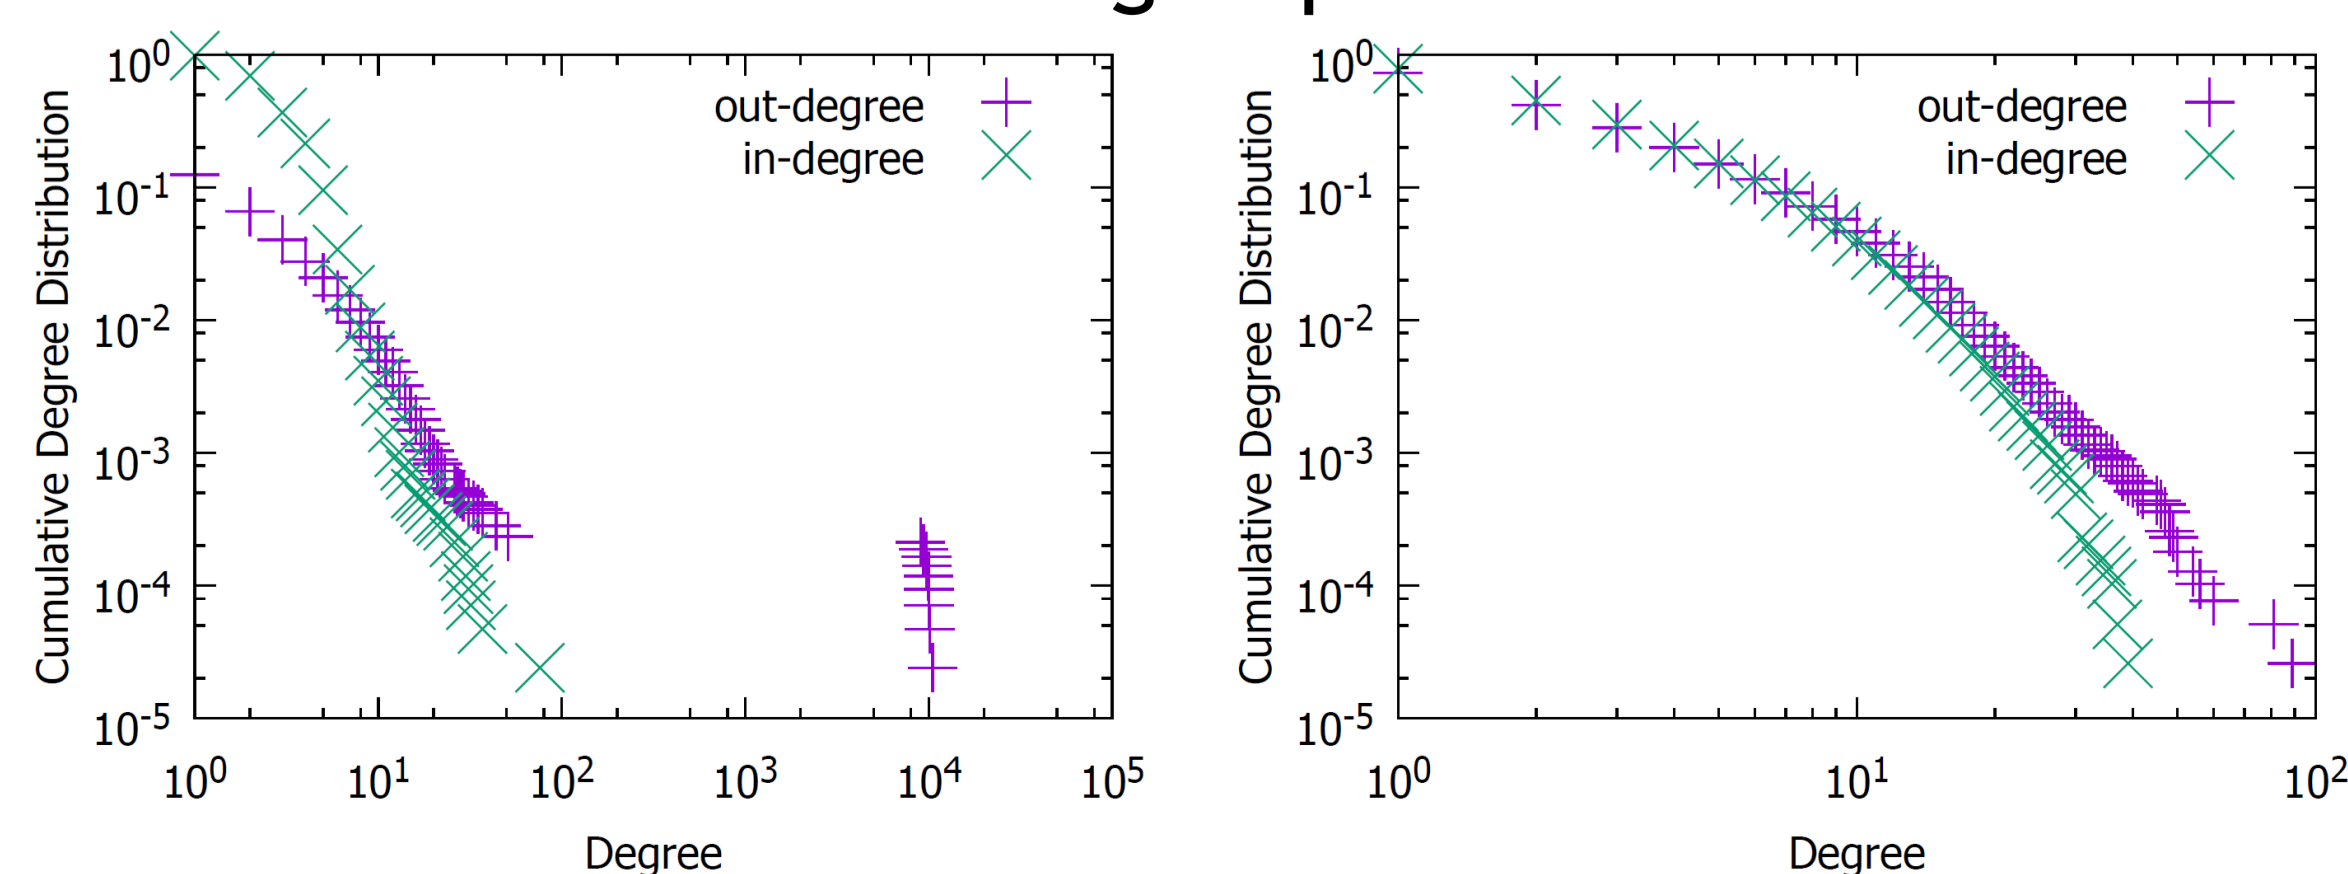 10^0
10^-1
10^-2
10^-3
10^-4
10^-5
Cumulative Degree Distribution
out-degree
in-degree
10^0 10^1 10^2 10^3 10^4 10^5
Degree
10^0
10^-1
10^-2
10^-3
10^-4
10^-5
Cumulative Degree Distribution
out-degree
in-degree
10^0 10^1 10^2
Degree